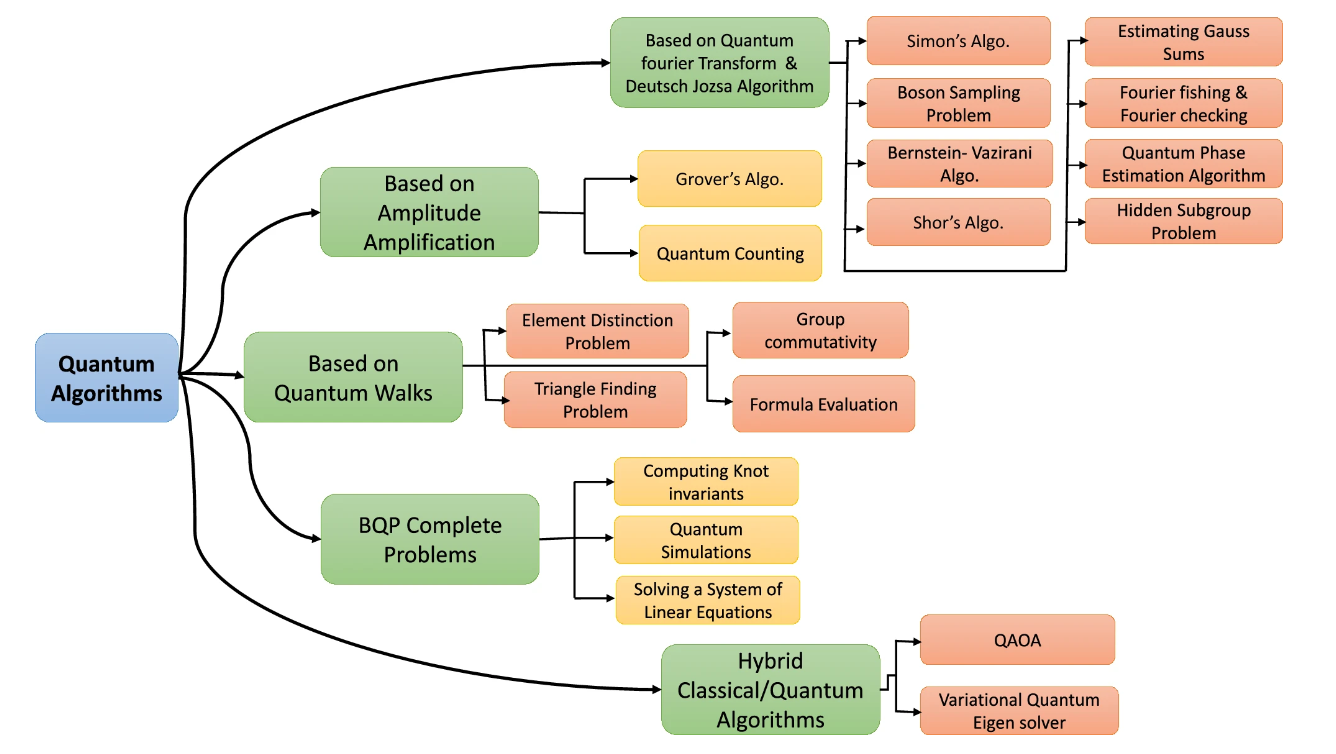 Quantum
Algorithms
Based on Quantum
fourier Transform &
Deutsch Jozsa Algorithm
Simon's Algo.
Boson Sampling
Problem
Bernstein- Vazirani
Algo.
Shor's Algo.
Estimating Gauss
Sums
Fourier fishing &
Fourier checking
Quantum Phase
Estimation Algorithm
Hidden Subgroup
Problem
Based on
Amplitude
Amplification
Grover's Algo.
Quantum Counting
Based on
Quantum Walks
Element Distinction
Problem
Triangle Finding
Problem
Group
commutativity
Formula Evaluation
BQP Complete
Problems
Computing Knot
invariants
Quantum
Simulations
Solving a System of
Linear Equations
Hybrid
Classical/Quantum
Algorithms
QAOA
Variational Quantum
Eigen solver